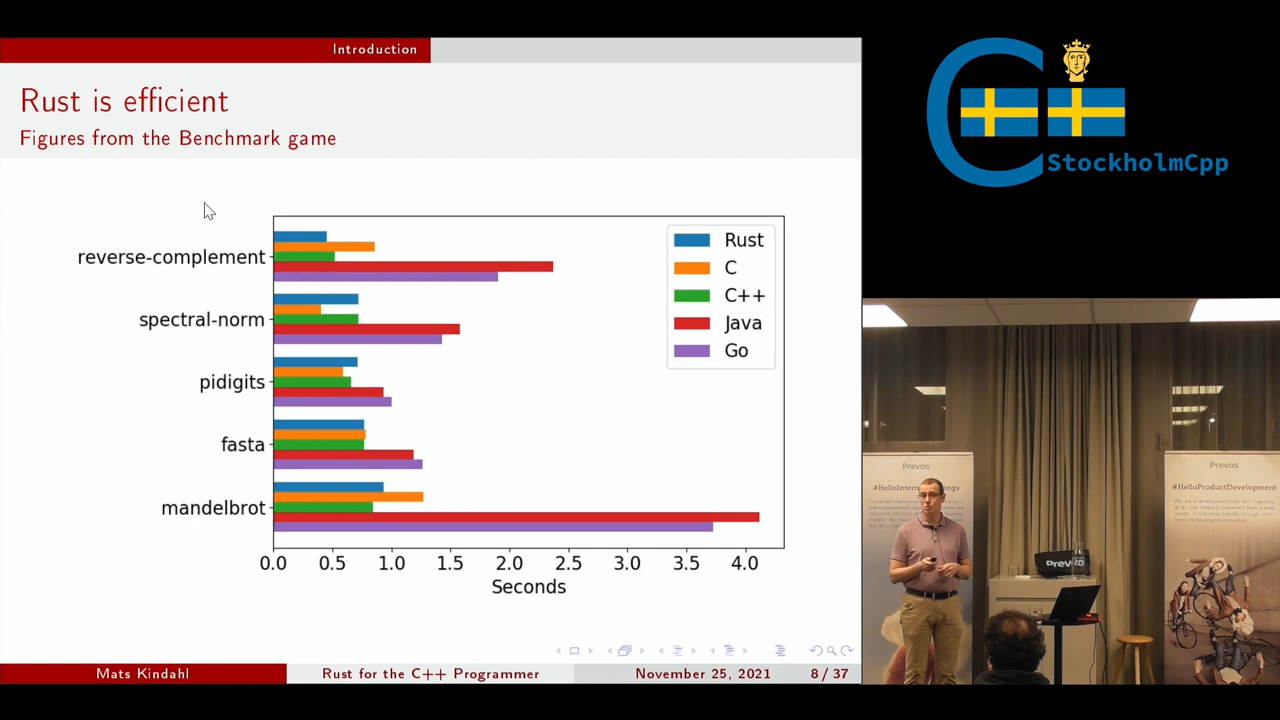 Introduction
Rust is efficient
Figures from the Benchmark game
reverse-complement
spectral-norm
pidigits
fasta
mandelbrot
Rust
C
C++
Java
Go
0.0 0.5 1.0 1.5 2.0 2.5 3.0 3.5 4.0
Seconds
Mats Kindahl
Rust for the C++ Programmer
November 25, 2021
8 / 37
StockholmCpp
Prevas
Prevas
#HelloProductDevelopment